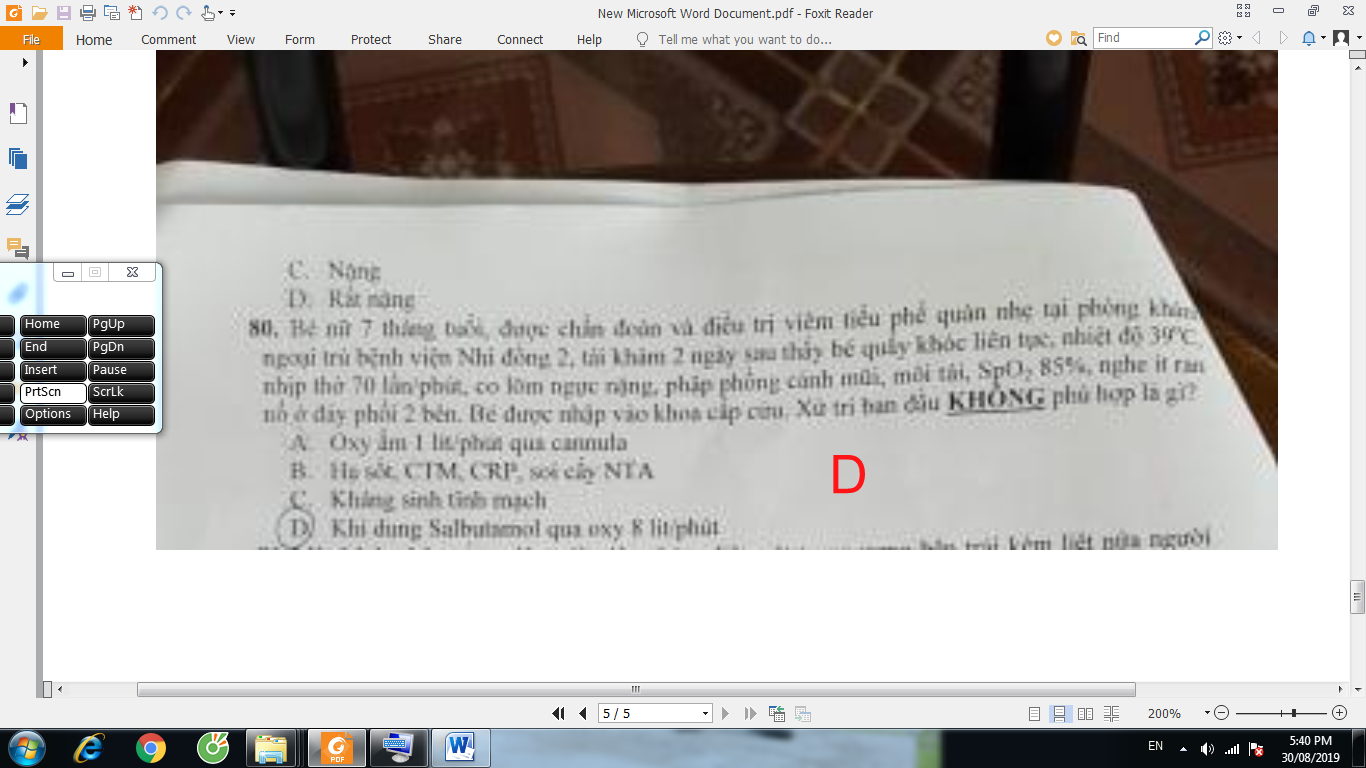 New Microsoft Word Document.pdf - Foxit Reader
File Home Comment View Form Protect Share Connect Help Tell me what you want to do... Find
C. Nặng
D. Rất nặng
80. Bé nữ 7 tháng tuổi, được chẩn đoán và điều trị viêm tiểu phế quản nhẹ tại phòng khám
ngoại trú bệnh viện Nhi đồng 2, tái khám 2 ngày sau thấy bé quấy khóc liên tục, nhiệt độ 39°C,
nhịp thở 70 lần/phút, co lõm ngực nặng, phập phồng cánh mũi, môi tái, SpO₂ 85%, nghe ít ran
nổ ở đáy phổi 2 bên. Bé được nhập vào khoa cấp cứu. Xử trí ban đầu KHÔNG phù hợp là gì?
A. Oxy ẩm 1 lít/phút qua cannula
B. Hạ sốt, CTM, CRP, soi cấy NTA
C. Kháng sinh tĩnh mạch
D. Khí dung Salbutamol qua oxy 8 lít/phút
D
bên trái kèm liệt nửa người
Home PgUp
End PgDn
Insert Pause
PrtScn ScrLk
Options Help
5 / 5
200%
EN
5:40 PM
30/08/2019
PDF